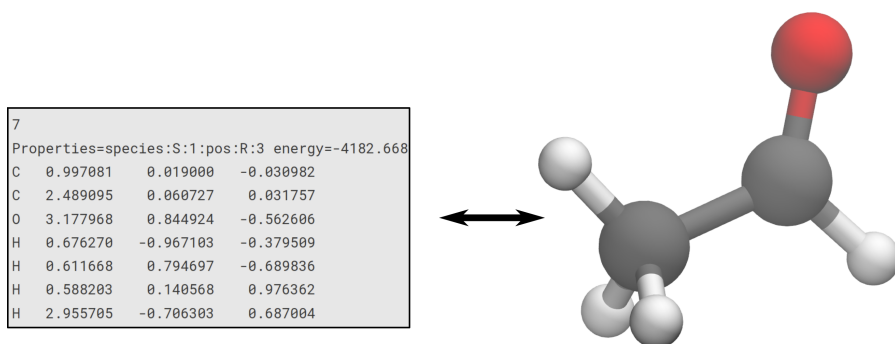 7
Properties=species:S:1:pos:R:3 energy=-4182.668
C 0.997081 0.019000 -0.030982
C 2.489095 0.060727 0.031757
O 3.177968 0.844924 -0.562606
H 0.676270 -0.967103 -0.379509
H 0.611668 0.794697 -0.689836
H 0.588203 0.140568 0.976362
H 2.955705 -0.706303 0.687004